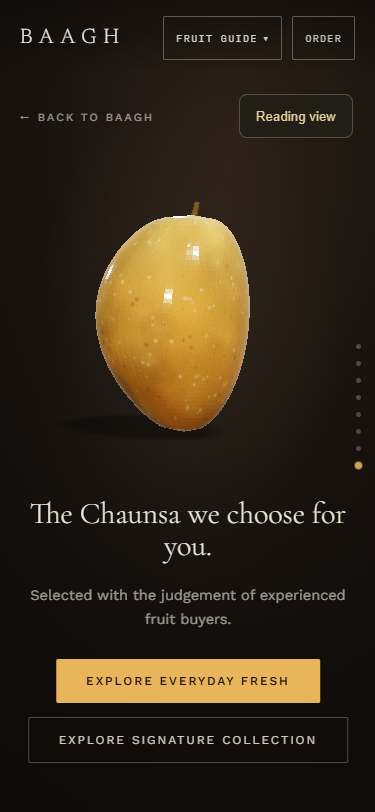 BAAGH
FRUIT GUIDE ▾
ORDER
← BACK TO BAAGH
Reading view
The Chaunsa we choose for
you.
Selected with the judgement of experienced
fruit buyers.
EXPLORE EVERYDAY FRESH
EXPLORE SIGNATURE COLLECTION